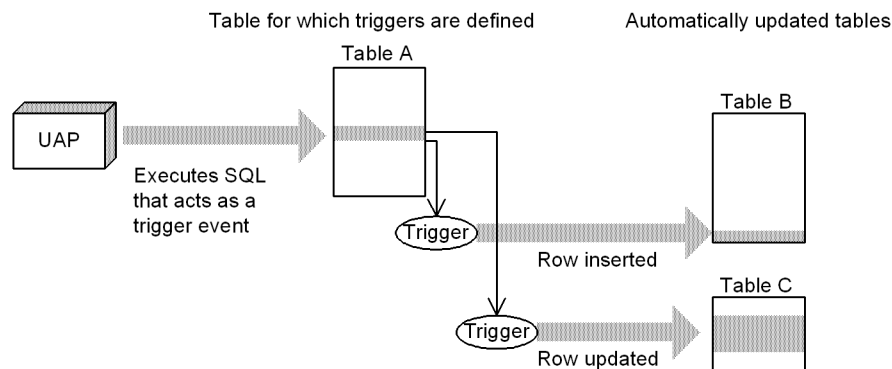 Table for which triggers are defined
Automatically updated tables
Table A
Table B
UAP
Executes SQL
that acts as a
trigger event
Trigger
Row inserted
Table C
Trigger
Row updated